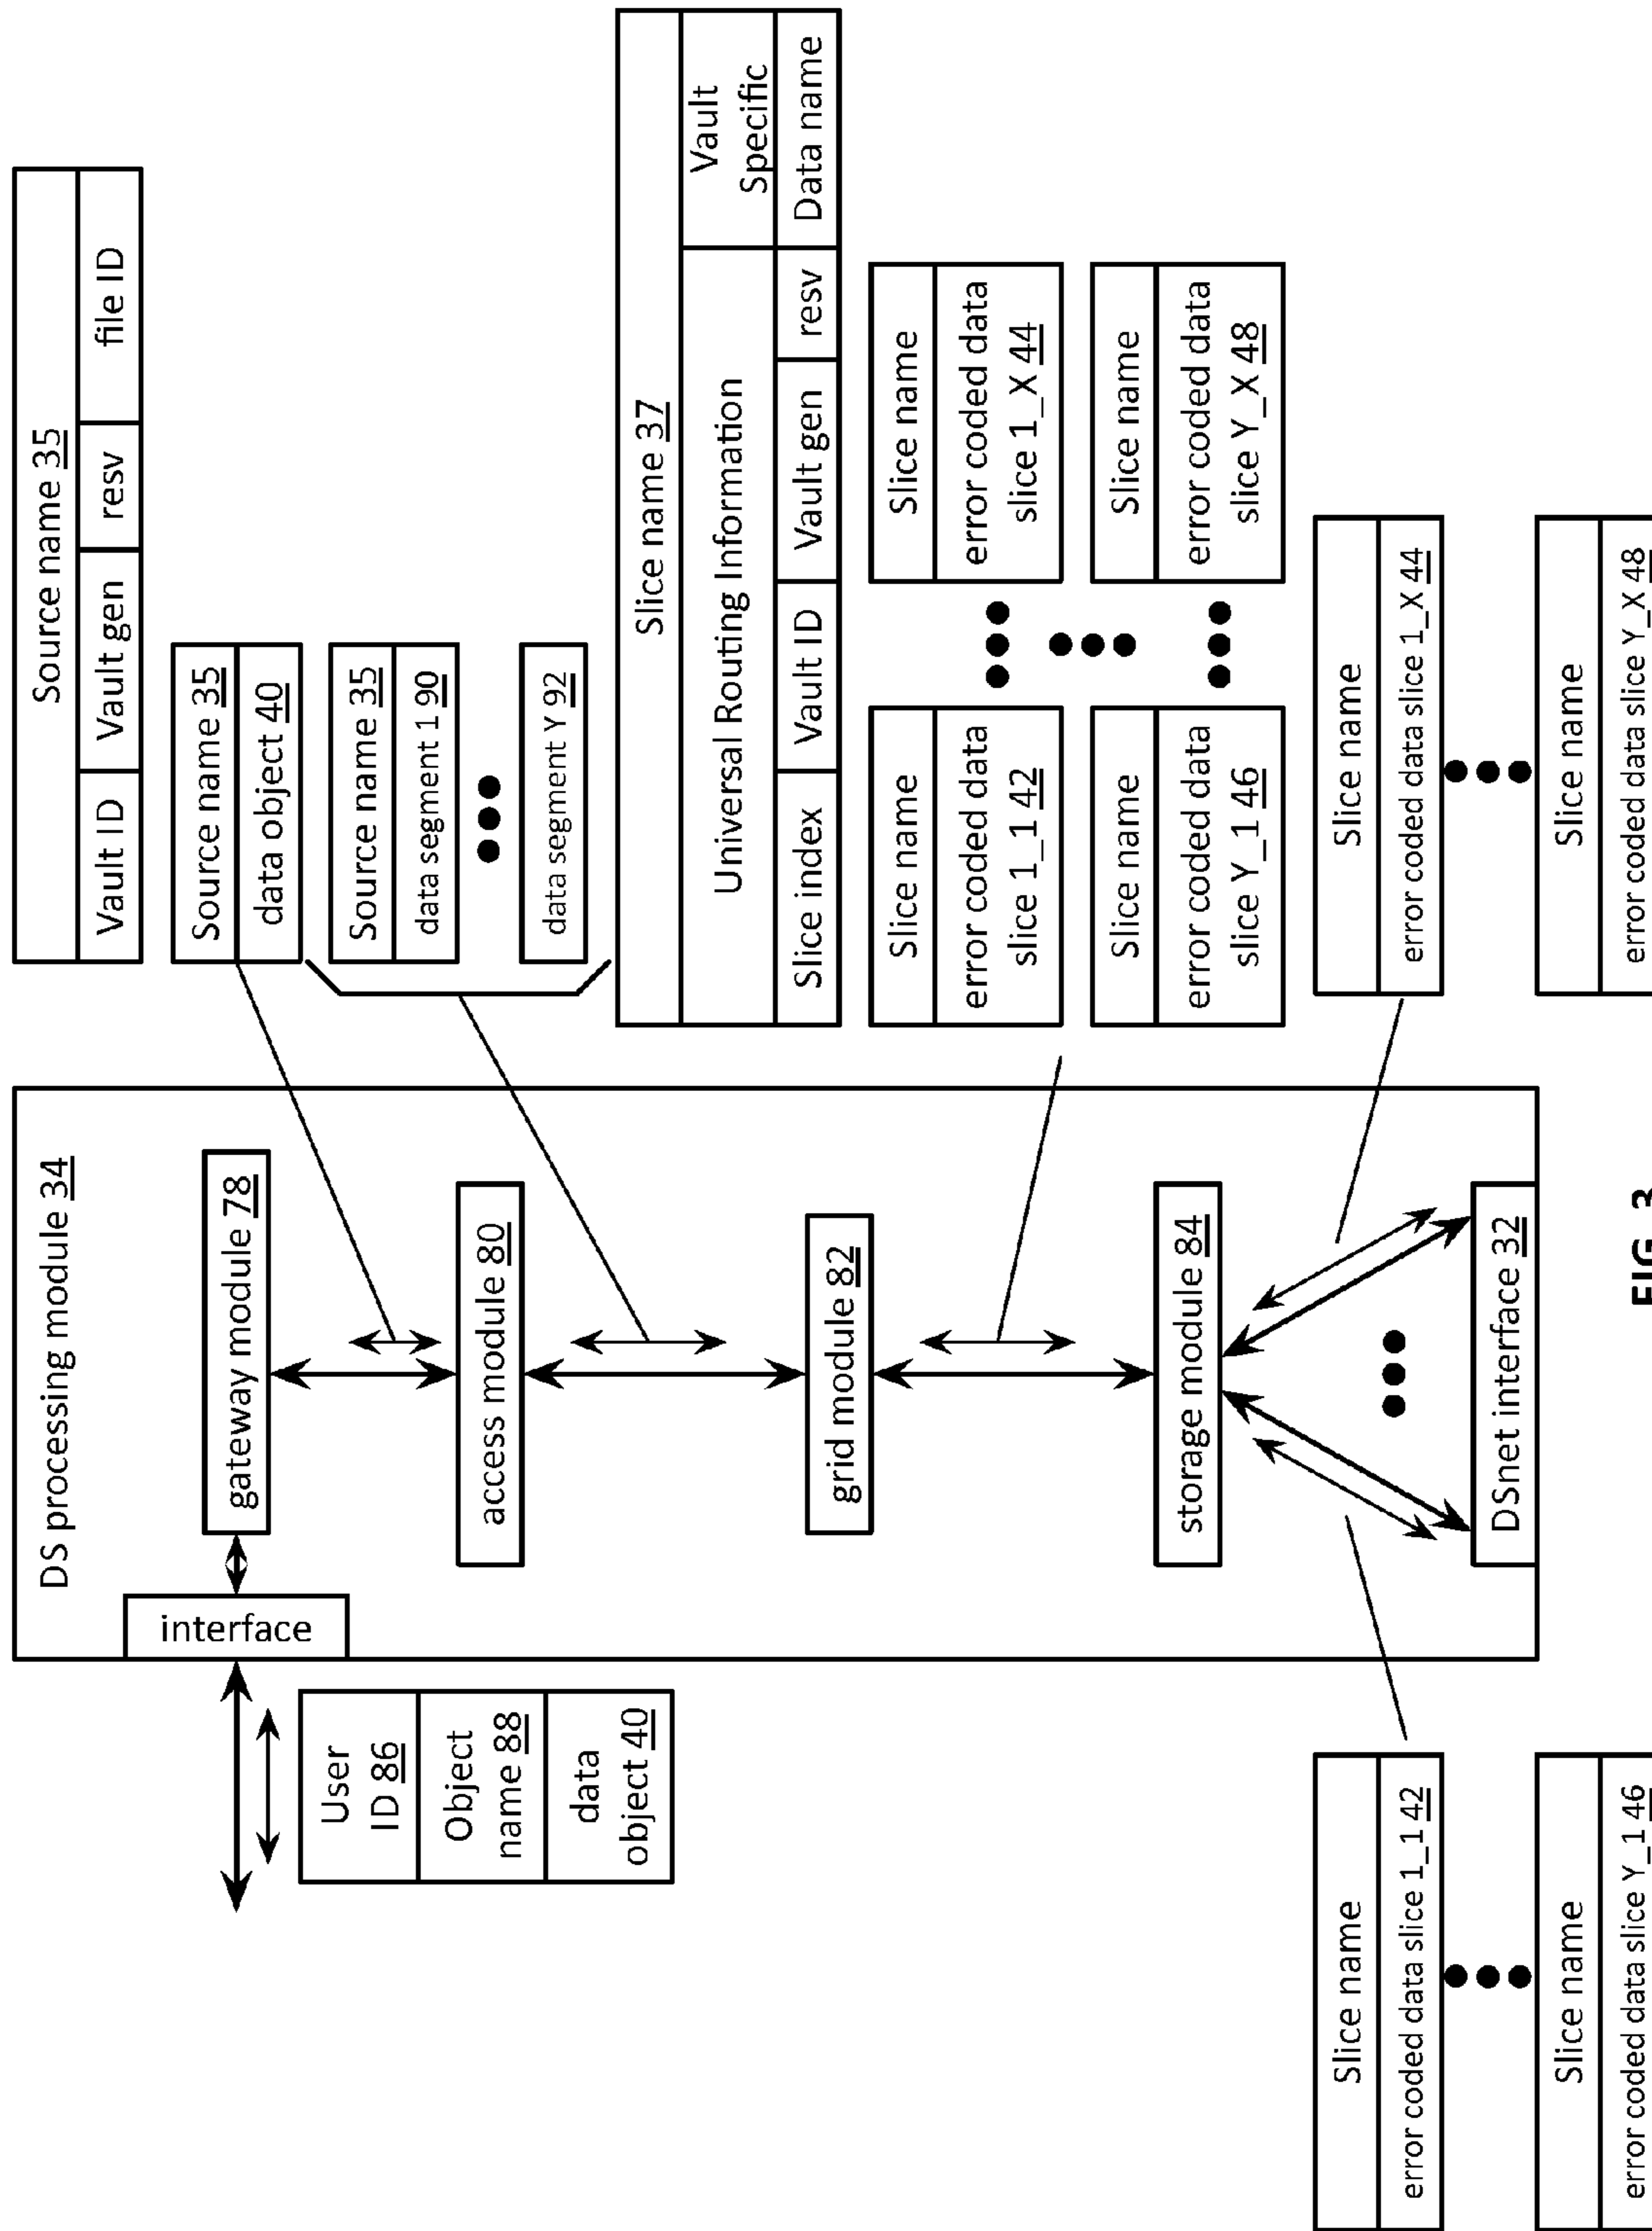 DS processing module 34
interface
gateway module 78
access module 80
grid module 82
storage module 84
DSnet interface 32
User
ID 86
Object
name 88
data
object 40
Source name 35
Vault ID
Vault gen
resv
file ID
Source name 35
data object 40
Source name 35
data segment 1 90
data segment Y 92
Slice name 37
Universal Routing Information
Vault
Specific
Slice index
Vault ID
Vault gen
resv
Data name
Slice name
error coded data
slice 1_1 42
Slice name
error coded data
slice 1_X 44
Slice name
error coded data
slice Y_1 46
Slice name
error coded data
slice Y_X 48
Slice name
error coded data slice 1_1 42
Slice name
error coded data slice Y_1 46
Slice name
error coded data slice 1_X 44
Slice name
error coded data slice Y_X 48
FIG. 3